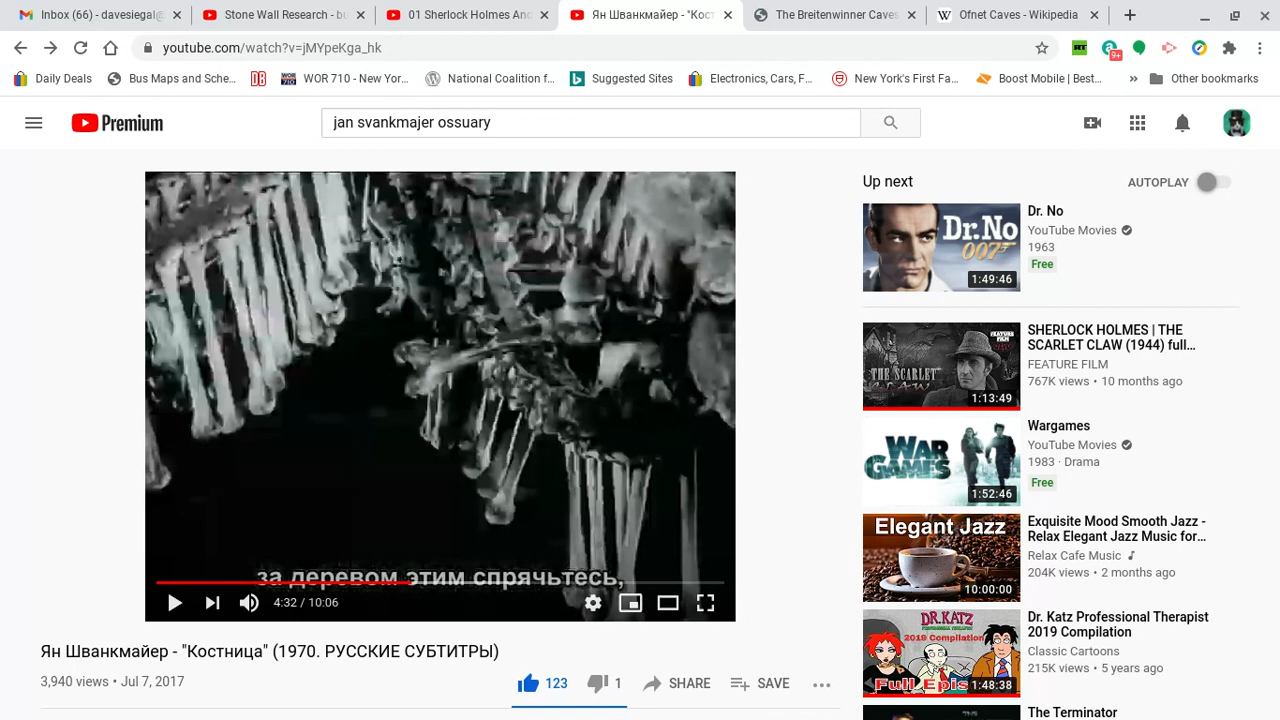 Inbox (66) - davesiegal@
Stone Wall Research - bu
01 Sherlock Holmes And
Ян Шванкмайер - "Кост
The Breitenwinner Caves
Ofnet Caves - Wikipedia
youtube.com/watch?v=jMYpeKga_hk
9+
Daily Deals
Bus Maps and Sche...
WOR 710 - New Yor...
National Coalition f...
Suggested Sites
Electronics, Cars, F...
New York's First Fa...
Boost Mobile | Best...
Other bookmarks
Premium
jan svankmajer ossuary
за деревом этим спрячьтесь,
4:32 / 10:06
Ян Шванкмайер - "Костница" (1970. РУССКИЕ СУБТИТРЫ)
3,940 views • Jul 7, 2017
123
1
SHARE
SAVE
Up next
AUTOPLAY
Dr. No
007
1:49:46
Dr. No
YouTube Movies
1963
Free
THE SCARLET CLAW
FEATURE FILM
1:13:49
SHERLOCK HOLMES | THE
SCARLET CLAW (1944) full...
FEATURE FILM
767K views • 10 months ago
WAR GAMES
1:52:46
Wargames
YouTube Movies
1983 · Drama
Free
Elegant Jazz
10:00:00
Exquisite Mood Smooth Jazz -
Relax Elegant Jazz Music for...
Relax Cafe Music
204K views • 2 months ago
DR.KATZ
2019 Compilation
Full Epis
1:48:38
Dr. Katz Professional Therapist
2019 Compilation
Classic Cartoons
215K views • 5 years ago
The Terminator